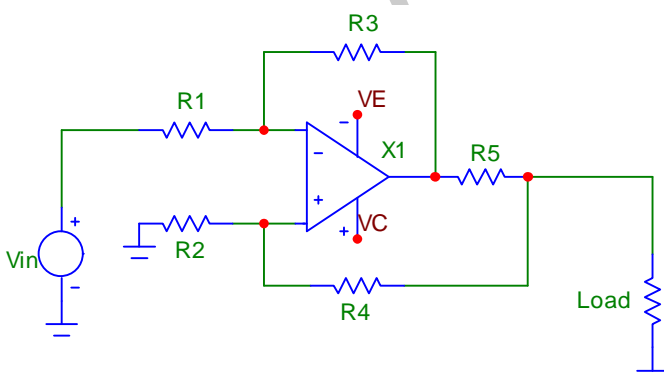 R3
R1
VE
−
X1
−
R5
+
+
VC
+
R2
Vin
−
R4
Load